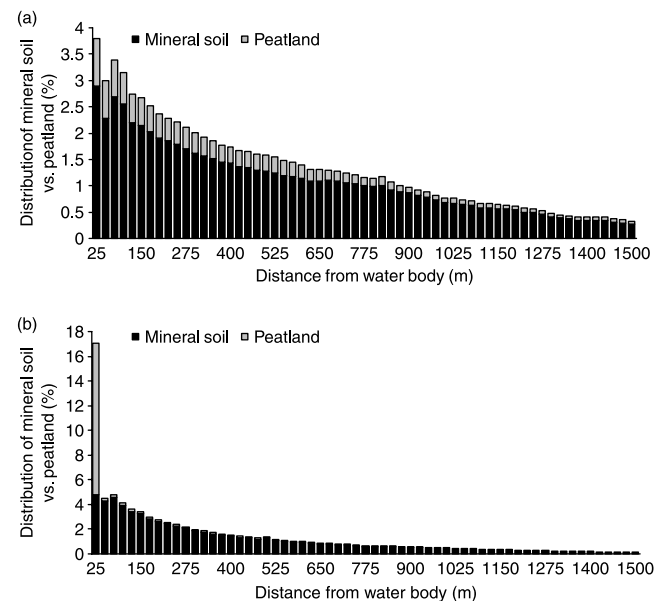 (a)
Mineral soil Peatland
Distributionof mineral soil
vs. peatland (%)
4
3.5
3
2.5
2
1.5
1
0.5
0
25 150 275 400 525 650 775 900 1025 1150 1275 1400 1500
Distance from water body (m)
(b)
Mineral soil Peatland
Distribution of mineral soil
vs. peatland (%)
18
16
14
12
10
8
6
4
2
0
25 150 275 400 525 650 775 900 1025 1150 1275 1400 1500
Distance from water body (m)